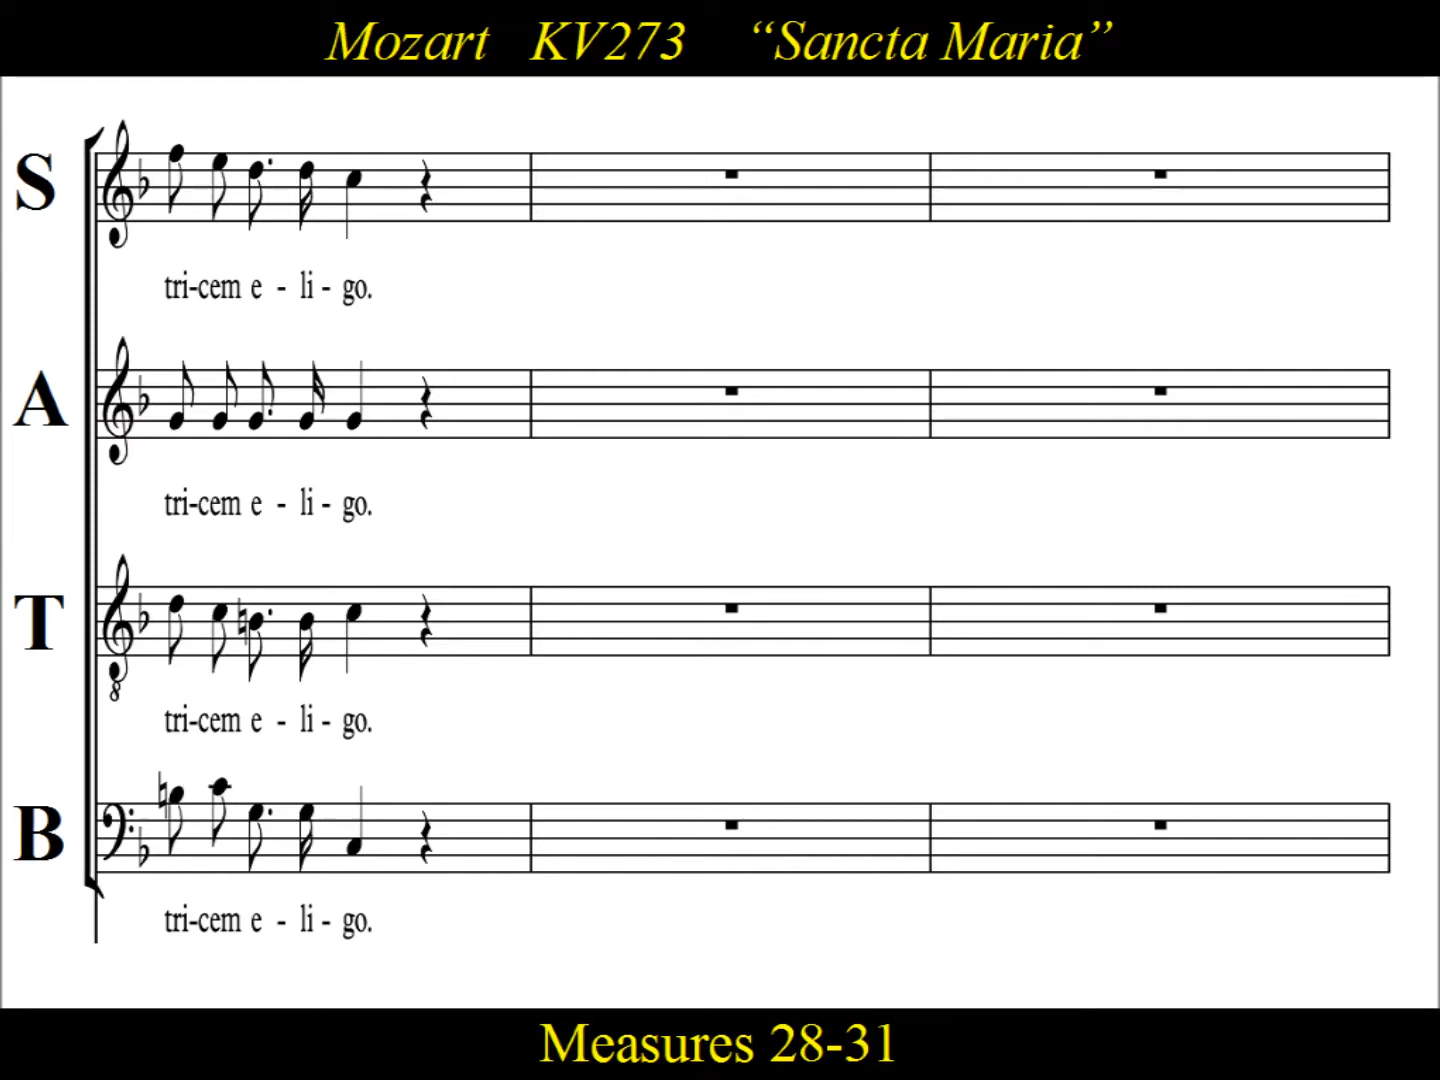 Mozart KV273 “Sancta Maria”
S
tri-cem e - li - go.
A
tri-cem e - li - go.
T
8
tri-cem e - li - go.
B
tri-cem e - li - go.
Measures 28-31